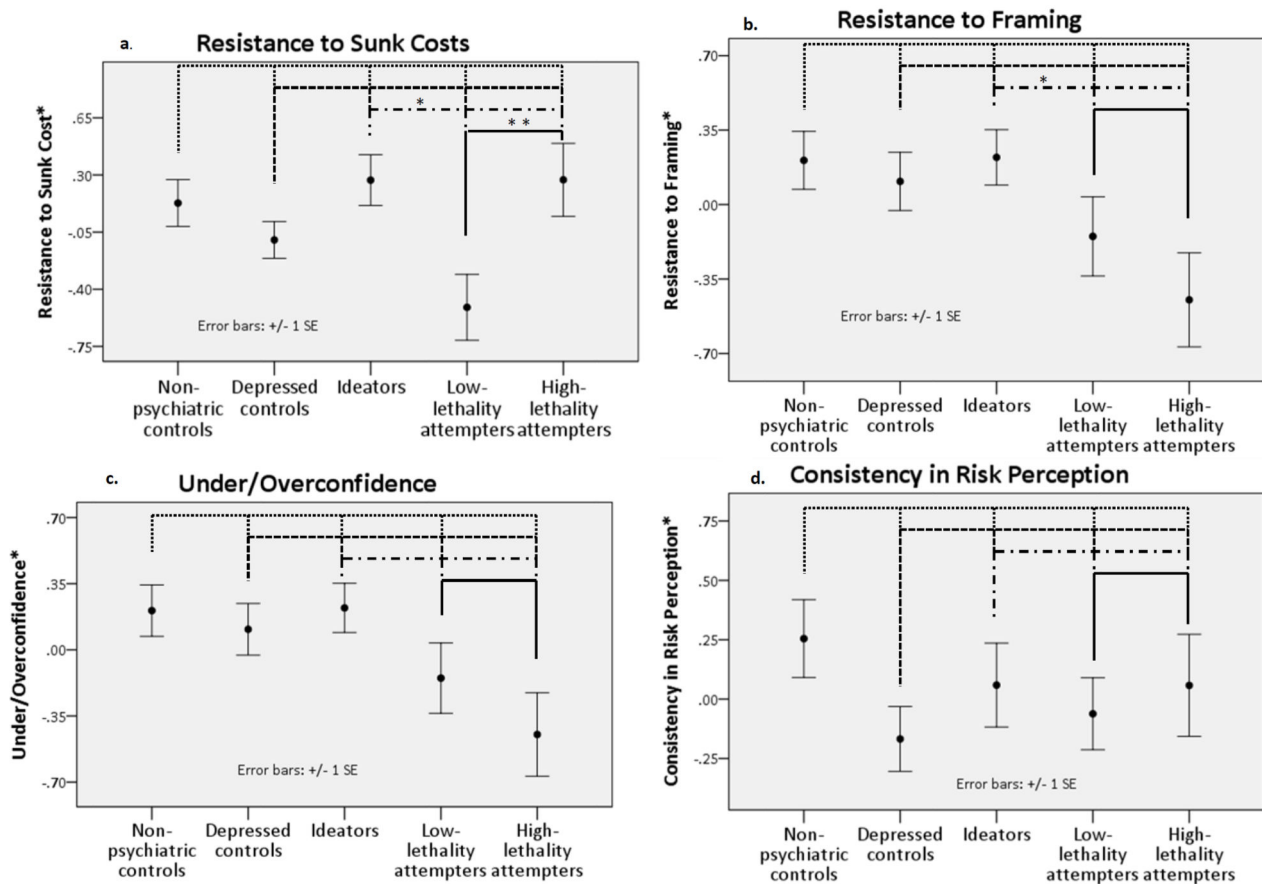 a.
Resistance to Sunk Costs
Resistance to Sunk Cost*
.65
.30
-.05
-.40
-.75
*
* *
Error bars: +/- 1 SE
Non-
psychiatric
controls
Depressed
controls
Ideators
Low-
lethality
attempters
High-
lethality
attempters
b.
Resistance to Framing
Resistance to Framing*
.70
.35
.00
-.35
-.70
*
Error bars: +/- 1 SE
Non-
psychiatric
controls
Depressed
controls
Ideators
Low-
lethality
attempters
High-
lethality
attempters
c.
Under/Overconfidence
Under/Overconfidence*
.70
.35
.00
-.35
-.70
Error bars: +/- 1 SE
Non-
psychiatric
controls
Depressed
controls
Ideators
Low-
lethality
attempters
High-
lethality
attempters
d.
Consistency in Risk Perception
Consistency in Risk Perception*
.75
.50
.25
.00
-.25
Error bars: +/- 1 SE
Non-
psychiatric
controls
Depressed
controls
Ideators
Low-
lethality
attempters
High-
lethality
attempters